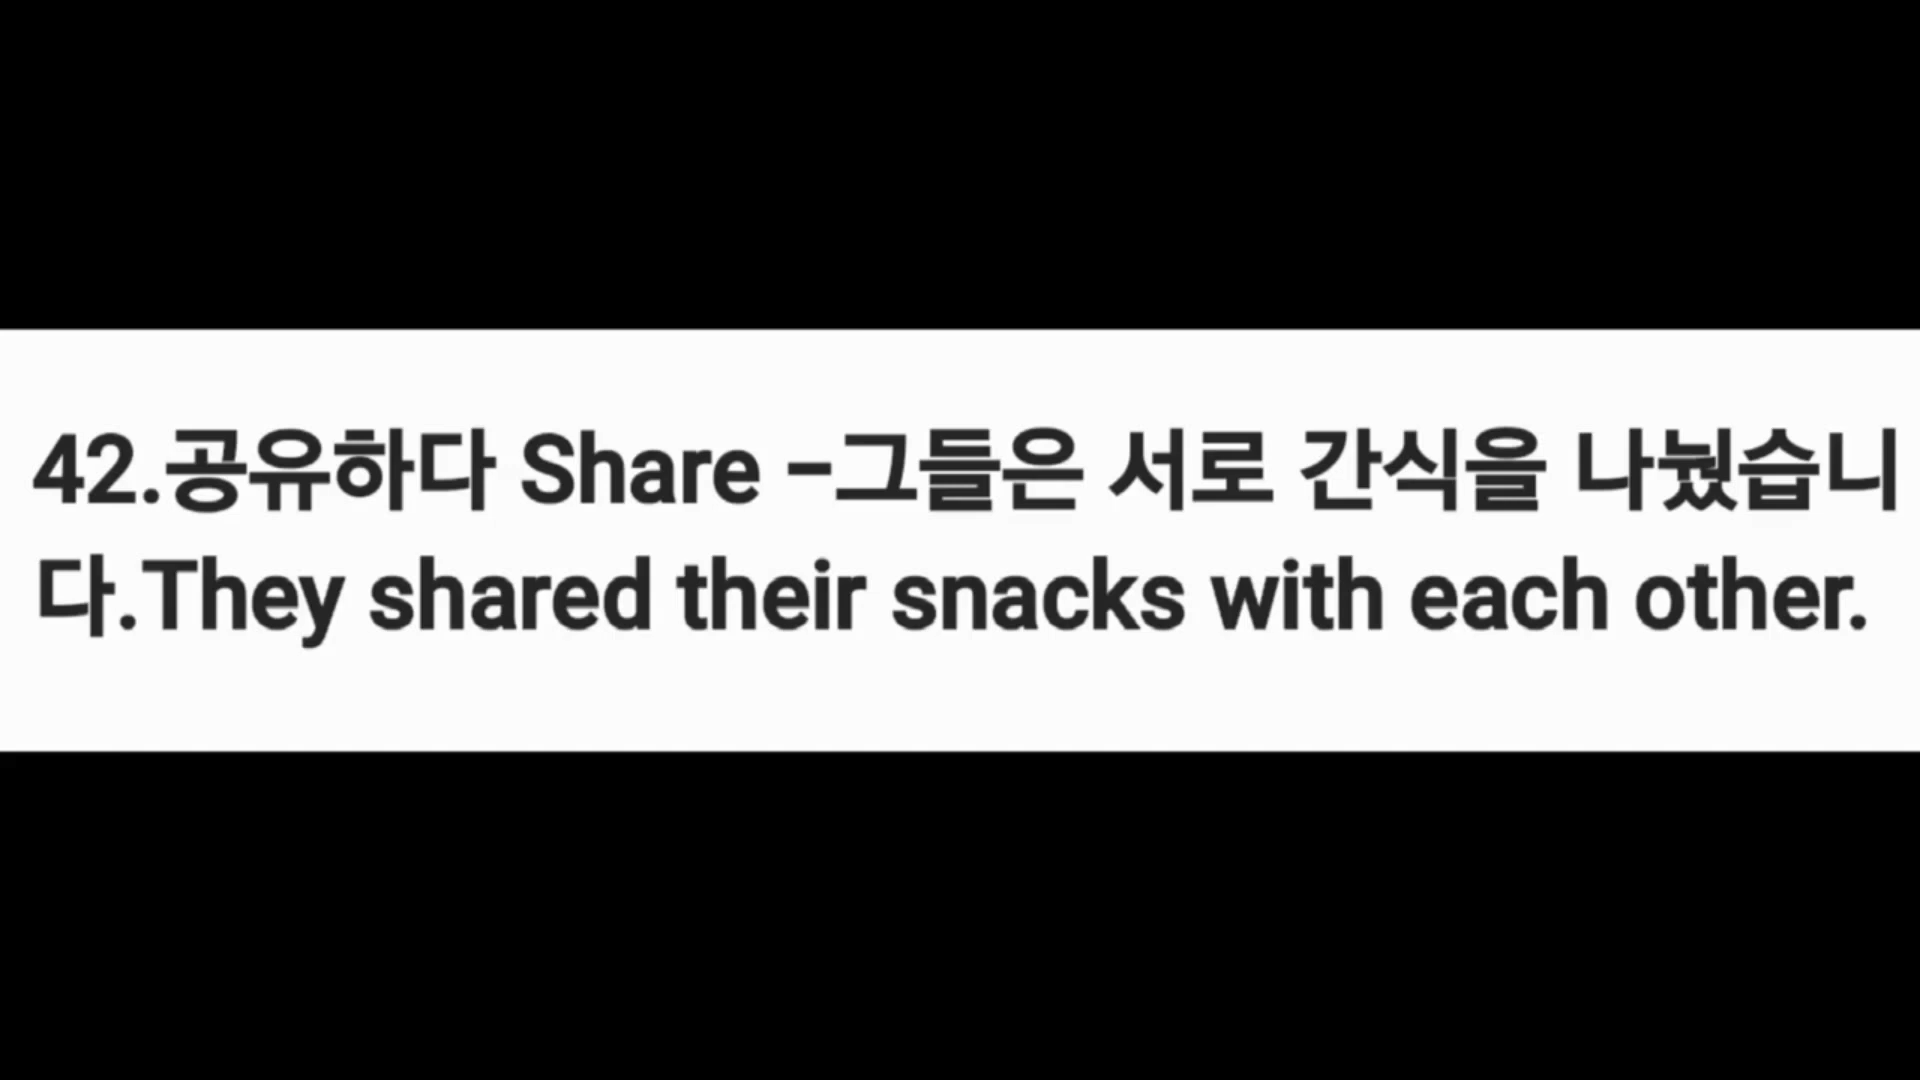 42.공유하다 Share –그들은 서로 간식을 나눴습니
다.They shared their snacks with each other.